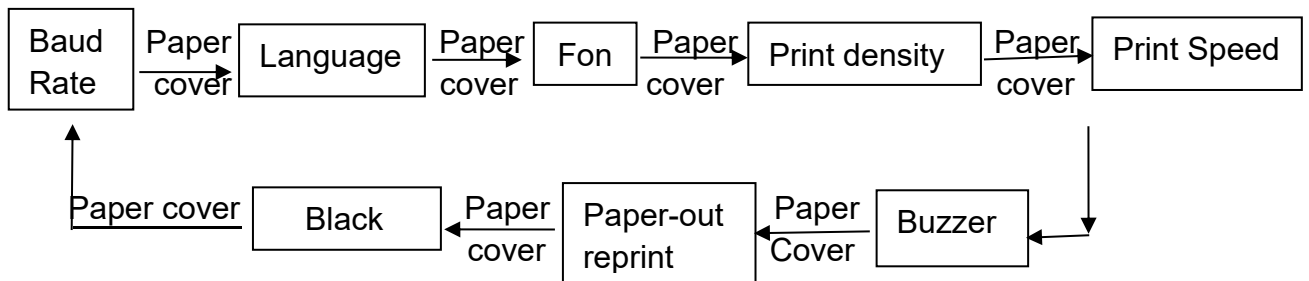 Baud
Rate
Paper
cover
Language
Paper
cover
Fon
Paper
cover
Print density
Paper
cover
Print Speed
Paper cover
Black
Paper
cover
Paper-out
reprint
Paper
Cover
Buzzer